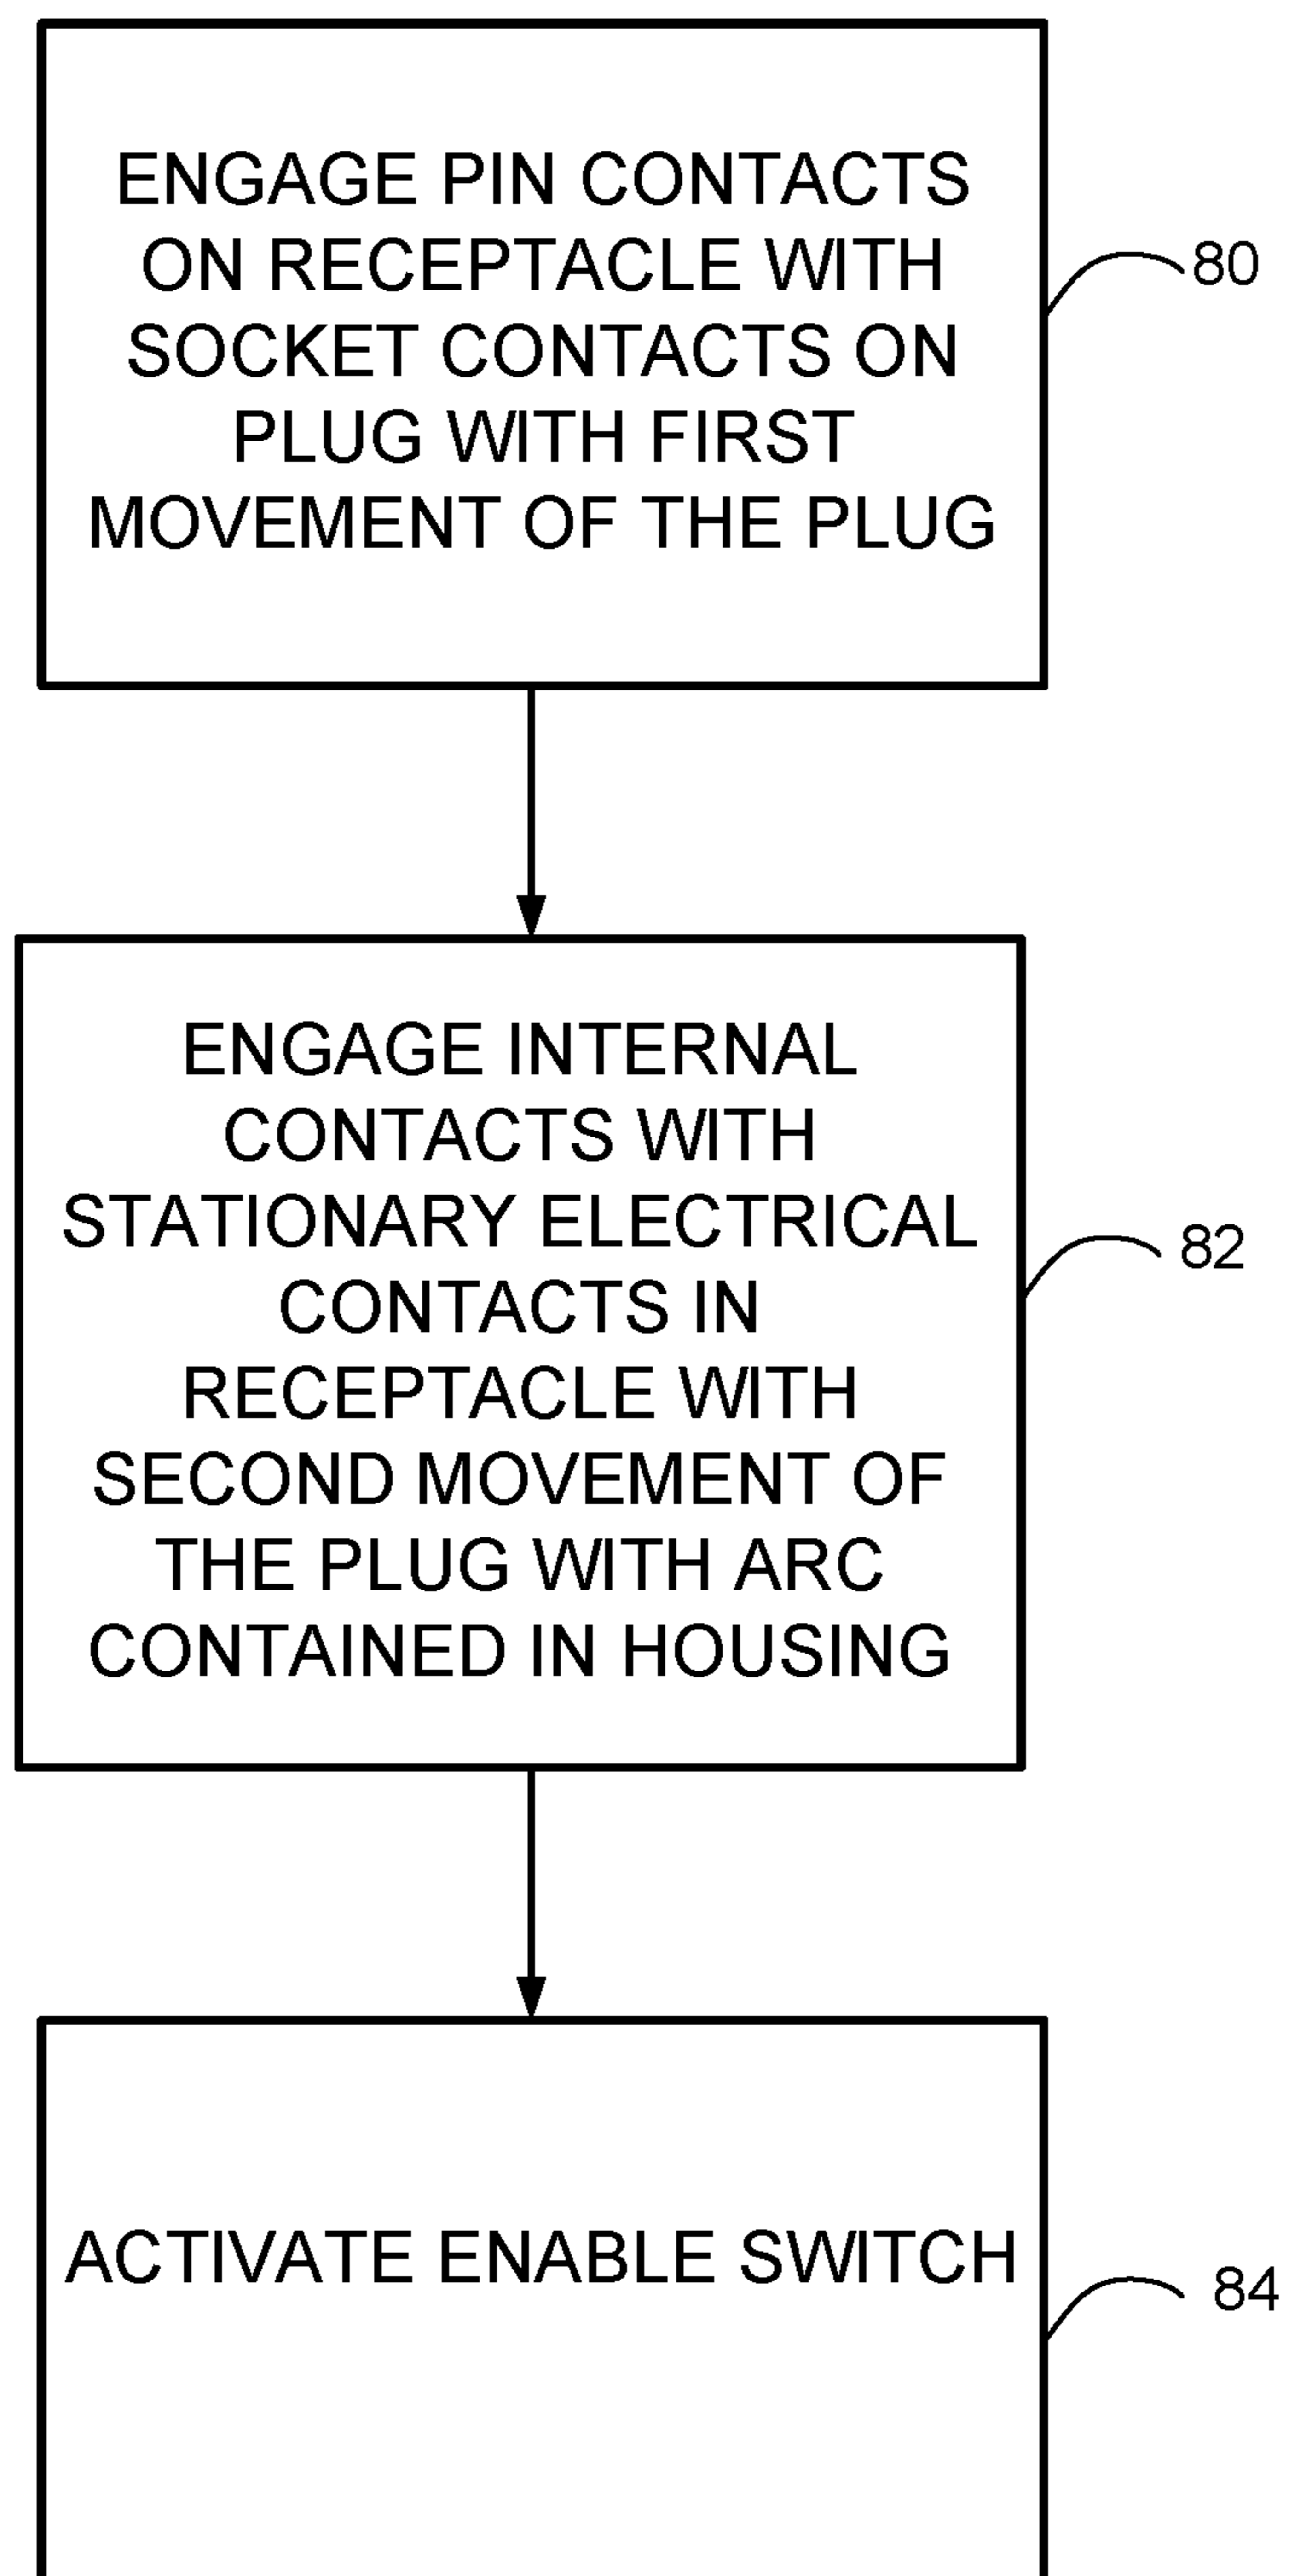 ENGAGE PIN CONTACTS
ON RECEPTACLE WITH
SOCKET CONTACTS ON
PLUG WITH FIRST
MOVEMENT OF THE PLUG
80
ENGAGE INTERNAL
CONTACTS WITH
STATIONARY ELECTRICAL
CONTACTS IN
RECEPTACLE WITH
SECOND MOVEMENT OF
THE PLUG WITH ARC
CONTAINED IN HOUSING
82
ACTIVATE ENABLE SWITCH
84